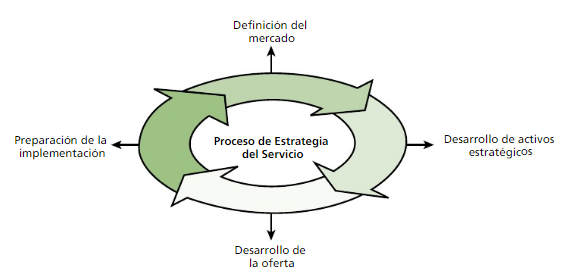 Definición del
mercado
Proceso de Estrategia
del Servicio
Preparación de la
implementación
Desarrollo de activos
estratégicos
Desarrollo de
la oferta